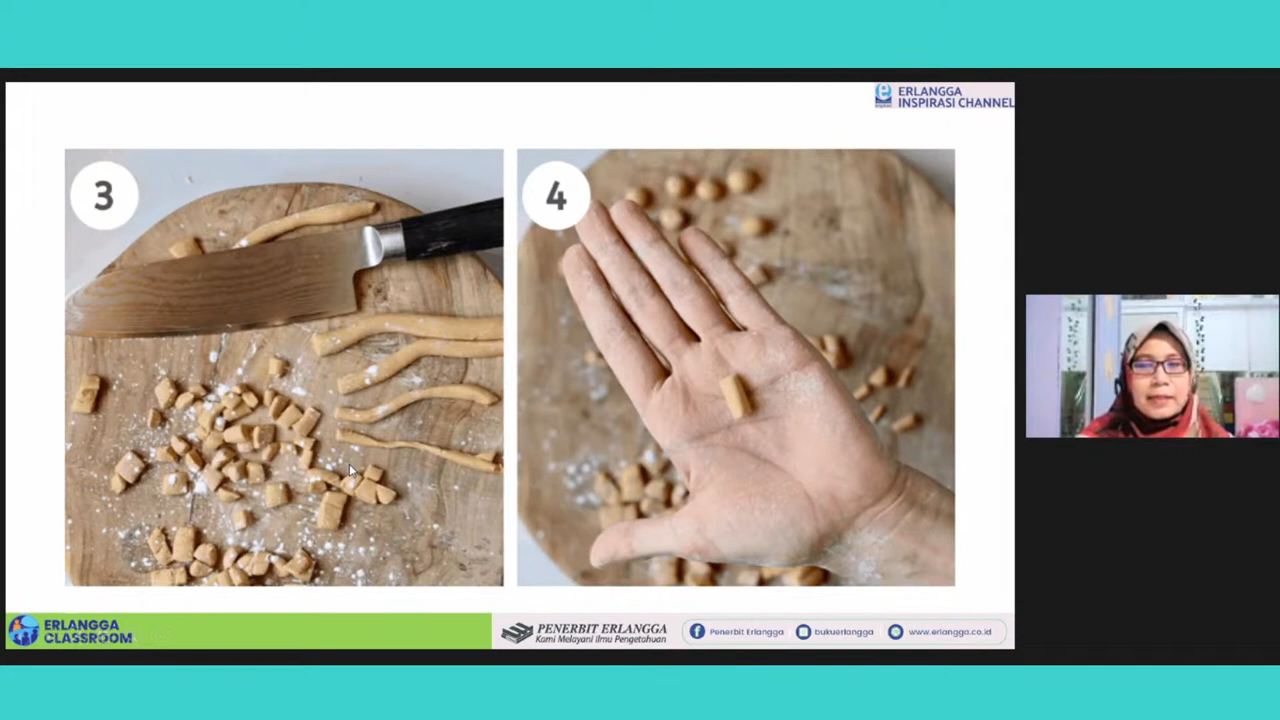 ERLANGGA
INSPIRASI CHANNEL
3
4
ERLANGGA
CLASSROOM
PENERBIT ERLANGGA
Kami Melayani Ilmu Pengetahuan
Penerbit Erlangga
bukuerlangga
www.erlangga.co.id